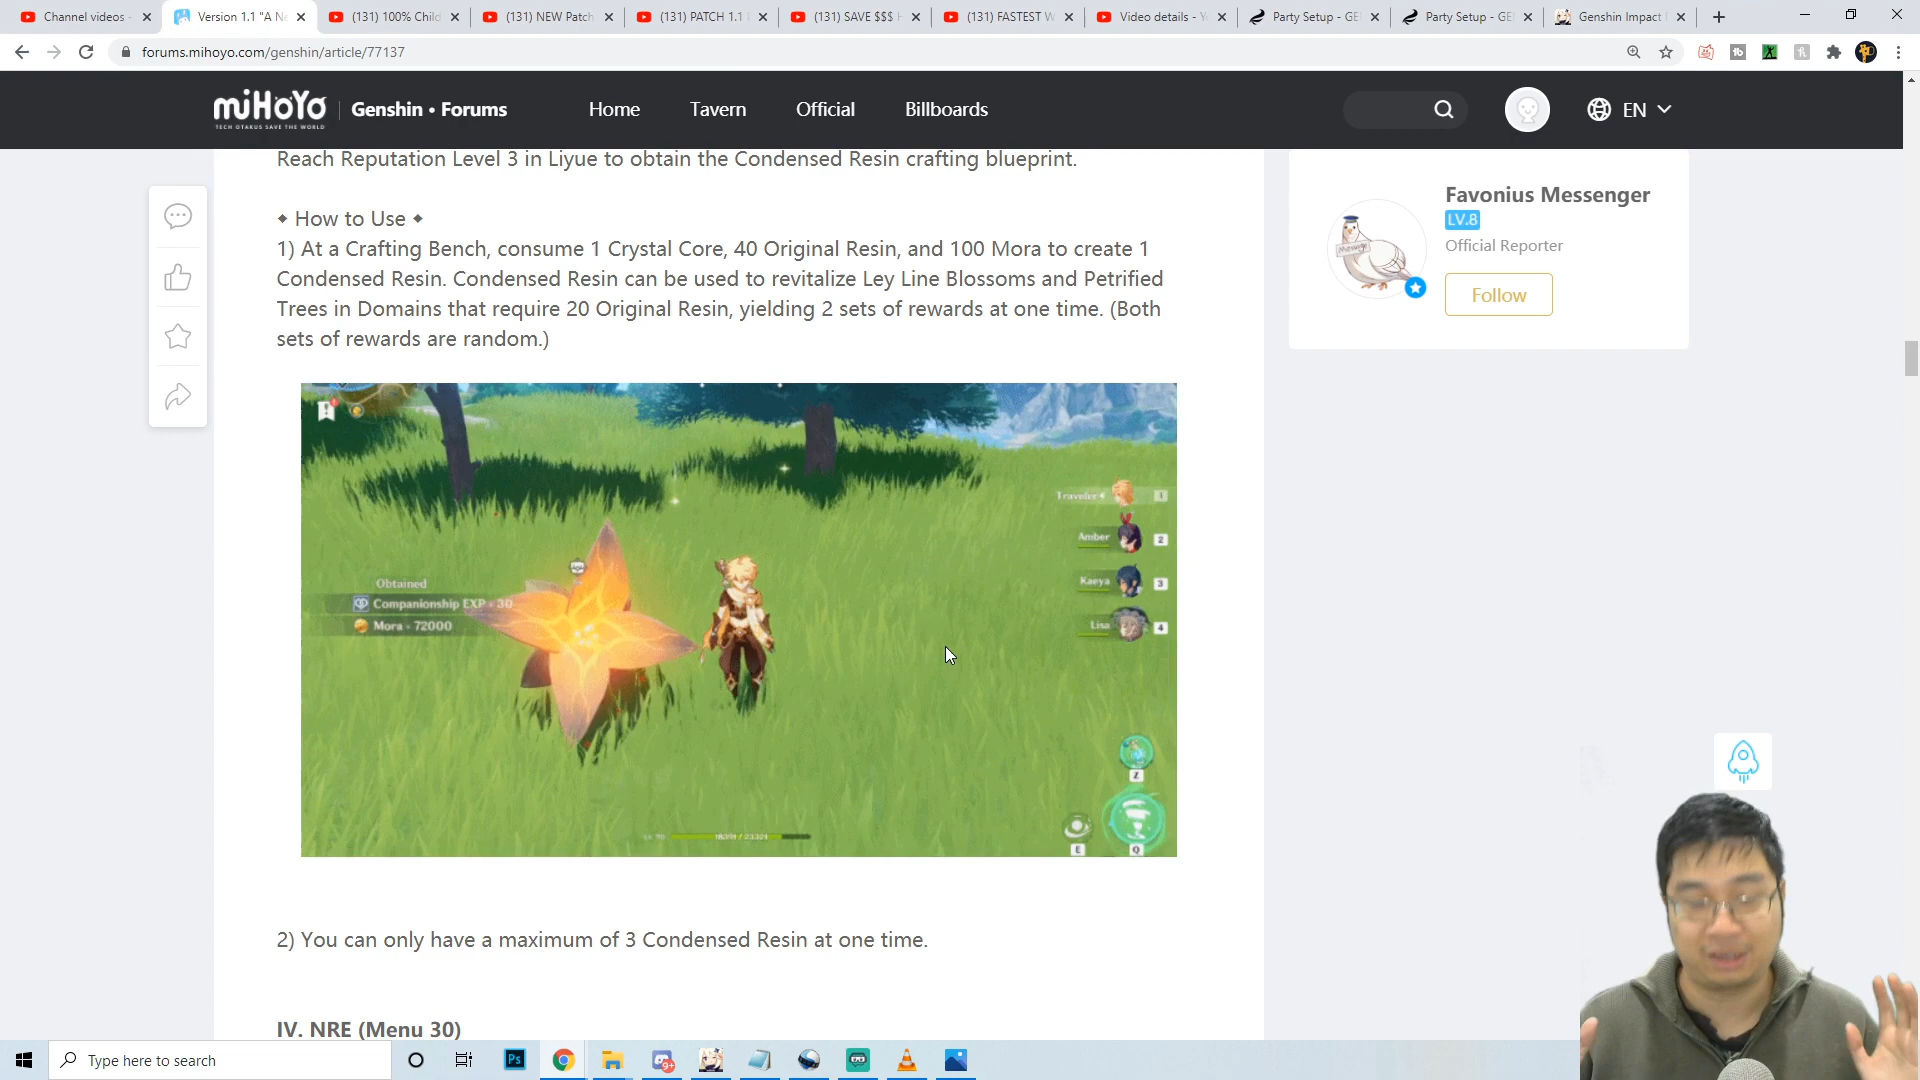 Channel videos -
Version 1.1 "A Ne
(131) 100% Child
(131) NEW Patch
(131) PATCH 1.1
(131) SAVE $$$
(131) FASTEST W
Video details - Y
Party Setup - GE
Party Setup - GE
Genshin Impact
forums.mihoyo.com/genshin/article/77137
miHoYo
TECH OTAKUS SAVE THE WORLD
Genshin • Forums
Home
Tavern
Official
Billboards
EN
Reach Reputation Level 3 in Liyue to obtain the Condensed Resin crafting blueprint.
◆ How to Use ◆
1) At a Crafting Bench, consume 1 Crystal Core, 40 Original Resin, and 100 Mora to create 1
Condensed Resin. Condensed Resin can be used to revitalize Ley Line Blossoms and Petrified
Trees in Domains that require 20 Original Resin, yielding 2 sets of rewards at one time. (Both
sets of rewards are random.)
Favonius Messenger
LV.8
Official Reporter
Follow
Traveler
1
Amber
2
Kaeya
3
Lisa
4
Obtained
Companionship EXP × 30
Mora × 72000
Z
E
Q
2) You can only have a maximum of 3 Condensed Resin at one time.
IV. NRE (Menu 30)
Type here to search
Ps
9+